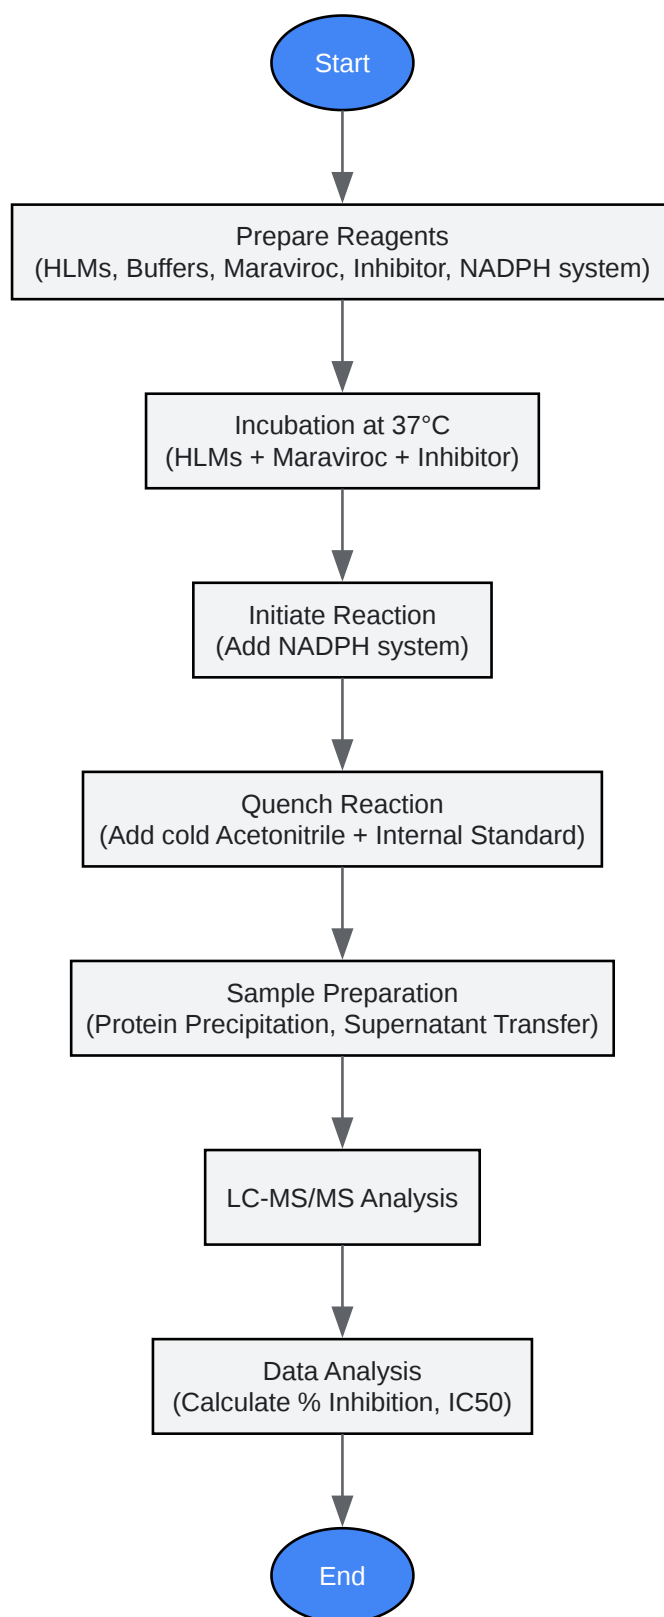 Start
Prepare Reagents
(HLMs, Buffers, Maraviroc, Inhibitor, NADPH system)
Incubation at 37°C
(HLMs + Maraviroc + Inhibitor)
Initiate Reaction
(Add NADPH system)
Quench Reaction
(Add cold Acetonitrile + Internal Standard)
Sample Preparation
(Protein Precipitation, Supernatant Transfer)
LC-MS/MS Analysis
Data Analysis
(Calculate % Inhibition, IC50)
End